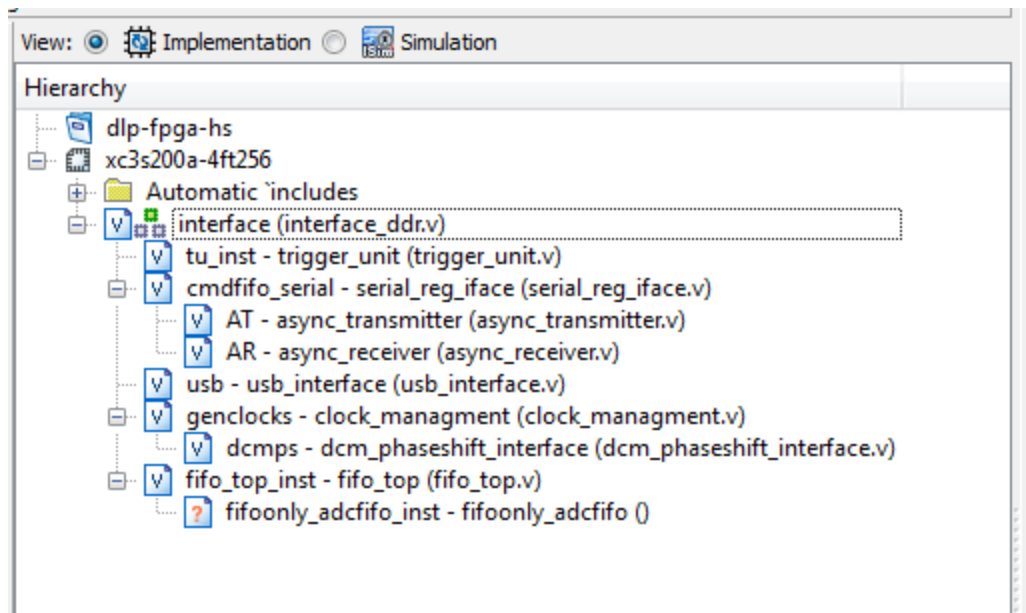 View: Implementation Simulation
Hierarchy
dlp-fpga-hs
xc3s200a-4ft256
Automatic `includes
interface (interface_ddr.v)
tu_inst - trigger_unit (trigger_unit.v)
cmdfifo_serial - serial_reg_iface (serial_reg_iface.v)
AT - async_transmitter (async_transmitter.v)
AR - async_receiver (async_receiver.v)
usb - usb_interface (usb_interface.v)
genclocks - clock_managment (clock_managment.v)
dcmps - dcm_phaseshift_interface (dcm_phaseshift_interface.v)
fifo_top_inst - fifo_top (fifo_top.v)
fifoonly_adcfifo_inst - fifoonly_adcfifo ()